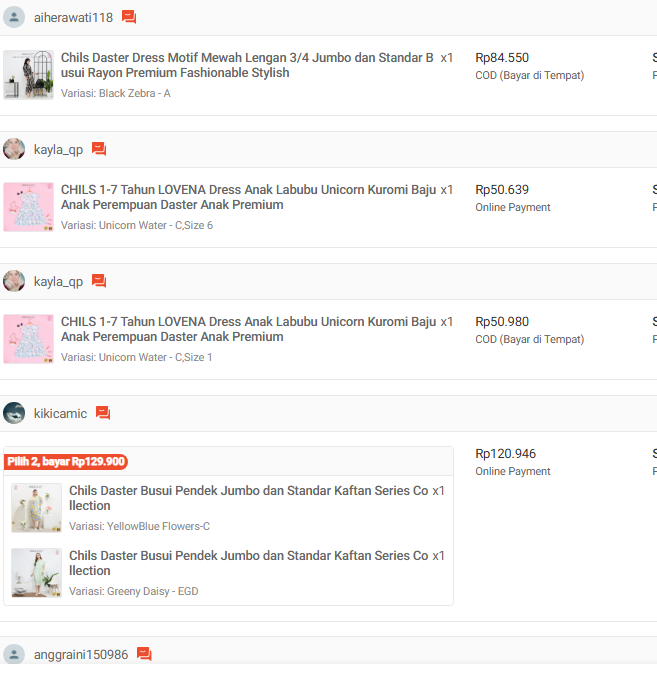 aiherawati118
Chils Daster Dress Motif Mewah Lengan 3/4 Jumbo dan Standar B x1
usui Rayon Premium Fashionable Stylish
Variasi: Black Zebra - A
Rp84.550
COD (Bayar di Tempat)
kayla_qp
CHILS 1-7 Tahun LOVENA Dress Anak Labubu Unicorn Kuromi Baju x1
Anak Perempuan Daster Anak Premium
Variasi: Unicorn Water - C,Size 6
Rp50.639
Online Payment
kayla_qp
CHILS 1-7 Tahun LOVENA Dress Anak Labubu Unicorn Kuromi Baju x1
Anak Perempuan Daster Anak Premium
Variasi: Unicorn Water - C,Size 1
Rp50.980
COD (Bayar di Tempat)
kikicamic
Pilih 2, bayar Rp129.900
Chils Daster Busui Pendek Jumbo dan Standar Kaftan Series Co x1
llection
Variasi: YellowBlue Flowers-C
Chils Daster Busui Pendek Jumbo dan Standar Kaftan Series Co x1
llection
Variasi: Greeny Daisy - EGD
Rp120.946
Online Payment
anggraini150986